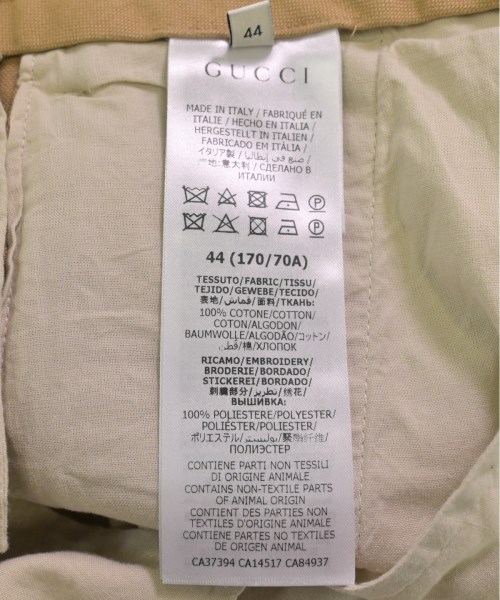 44
GUCCI
MADE IN ITALY / FABRIQUÉ EN
ITALIE / HECHO EN ITALIA /
HERGESTELLT IN ITALIEN /
FABRICADO EM ITÁLIA /
イタリア製 / صنع في إيطاليا /
产地:意大利 / СДЕЛАНО В
ИТАЛИИ
P
P
44 (170/70A)
TESSUTO/FABRIC/TISSU/
TEJIDO/GEWEBE/TECIDO/
表地/قماش/面料/ТКАНЬ:
100% COTONE/COTTON/
COTON/ALGODON/
BAUMWOLLE/ALGODÃO/コットン/
قطن/棉/ХЛОПОК
RICAMO/EMBROIDERY/
BRODERIE/BORDADO/
STICKEREI/BORDADO/
刺繍部分/تطريز/绣花/
ВЫШИВКА:
100% POLIESTERE/POLYESTER/
POLIÉSTER/POLYESTER/
ポリエステル/بوليستر/聚酯纤维/
ПОЛИЭСТЕР
CONTIENE PARTI NON TESSILI
DI ORIGINE ANIMALE
CONTAINS NON-TEXTILE PARTS
OF ANIMAL ORIGIN
CONTIENT DES PARTIES NON
TEXTILES D'ORIGINE ANIMALE
CONTIENE PARTES NO TEXTILES
DE ORIGEN ANIMAL
CA37394 CA14517 CA84937